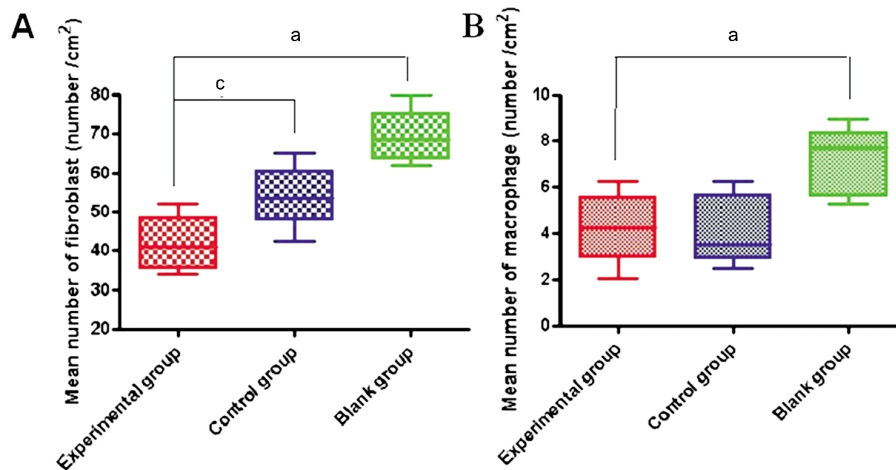 A
Mean number of fibroblast (number /cm2)
a
c
80
70
60
50
40
30
20
Experimental group
Control group
Blank group
B
Mean number of macrophage (number /cm2)
a
10
8
6
4
2
0
Experimental group
Control group
Blank group